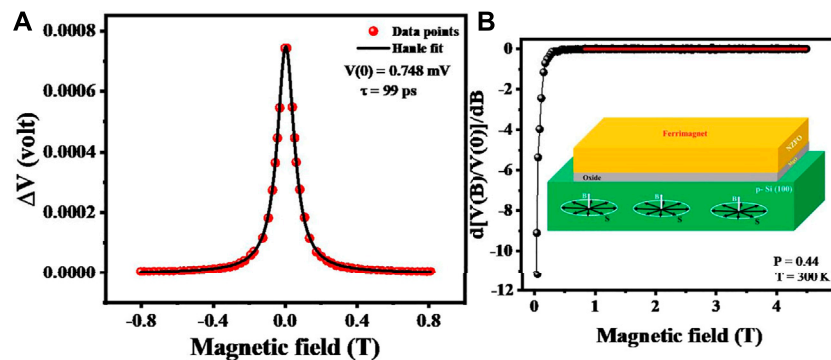 A
0.0008
0.0006
0.0004
0.0002
0.0000
ΔV (volt)
Data points
Hanle fit
V(0) = 0.748 mV
τ = 99 ps
-0.8 -0.4 0.0 0.4 0.8
Magnetic field (T)
B
0
-2
-4
-6
-8
-10
-12
d[V(B)/V(0)]/dB
Ferrimagnet
NZFO
Oxide
p- Si (100)
B B B
S S S
P = 0.44
T = 300 K
0 1 2 3 4
Magnetic field (T)